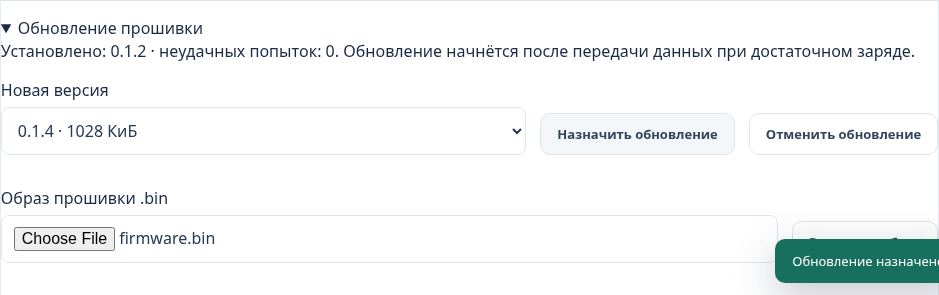 ▼ Обновление прошивки
Установлено: 0.1.2 · неудачных попыток: 0. Обновление начнётся после передачи данных при достаточном заряде.
Новая версия
0.1.4 · 1028 КиБ
Назначить обновление
Отменить обновление
Образ прошивки .bin
Choose File firmware.bin
Обновление назначено